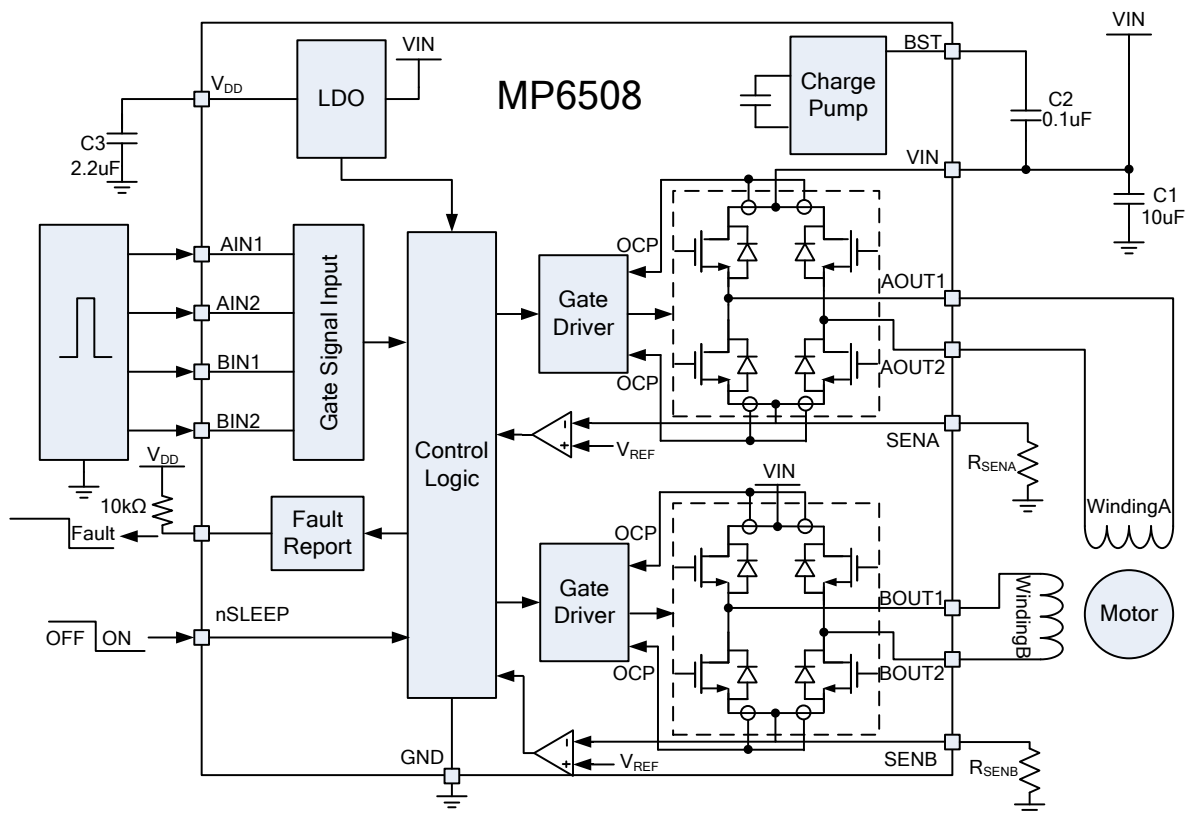 VIN
BST
VIN
VDD
LDO
MP6508
Charge
Pump
C2
0.1uF
C3
2.2uF
VIN
C1
10uF
AIN1
AIN2
BIN1
BIN2
Gate Signal Input
OCP
Gate
Driver
OCP
AOUT1
AOUT2
Control
Logic
VREF
SENA
RSENA
VDD
10kΩ
Fault
Fault
Report
VIN
WindingA
OCP
Gate
Driver
OCP
BOUT1
BOUT2
WindingB
Motor
nSLEEP
OFF
ON
GND
VREF
SENB
RSENB